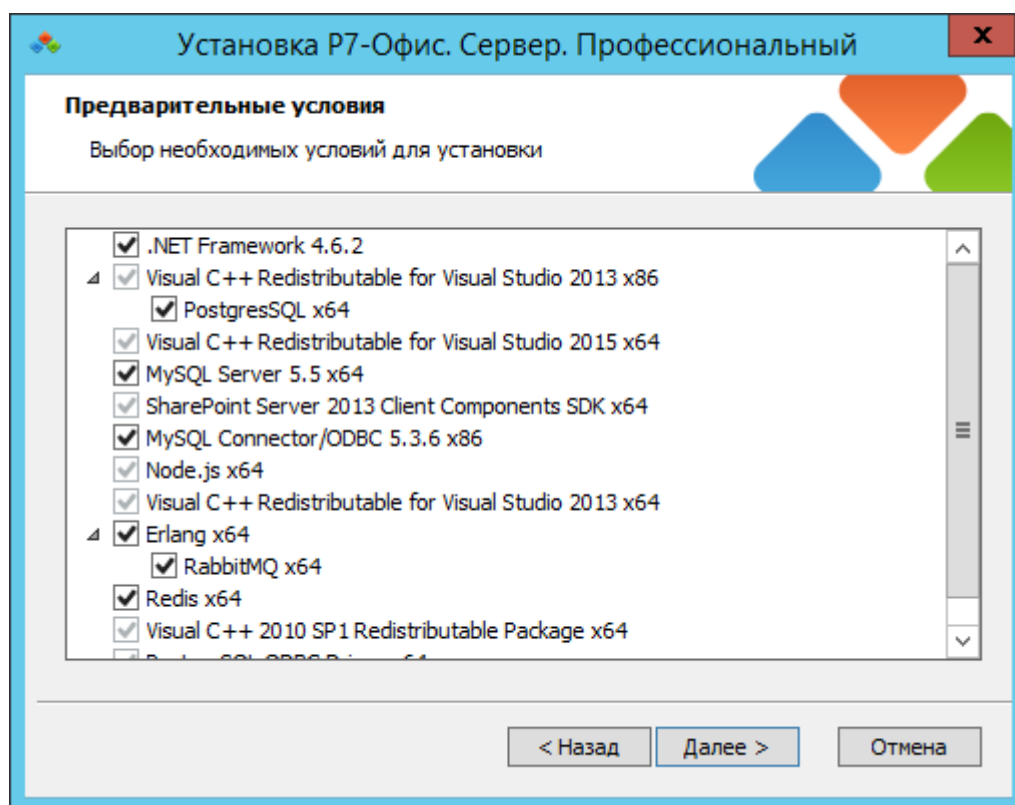 Установка Р7-Офис. Сервер. Профессиональный
x
Предварительные условия
Выбор необходимых условий для установки
.NET Framework 4.6.2
Visual C++ Redistributable for Visual Studio 2013 x86
PostgresSQL x64
Visual C++ Redistributable for Visual Studio 2015 x64
MySQL Server 5.5 x64
SharePoint Server 2013 Client Components SDK x64
MySQL Connector/ODBC 5.3.6 x86
Node.js x64
Visual C++ Redistributable for Visual Studio 2013 x64
Erlang x64
RabbitMQ x64
Redis x64
Visual C++ 2010 SP1 Redistributable Package x64
< Назад Далее > Отмена